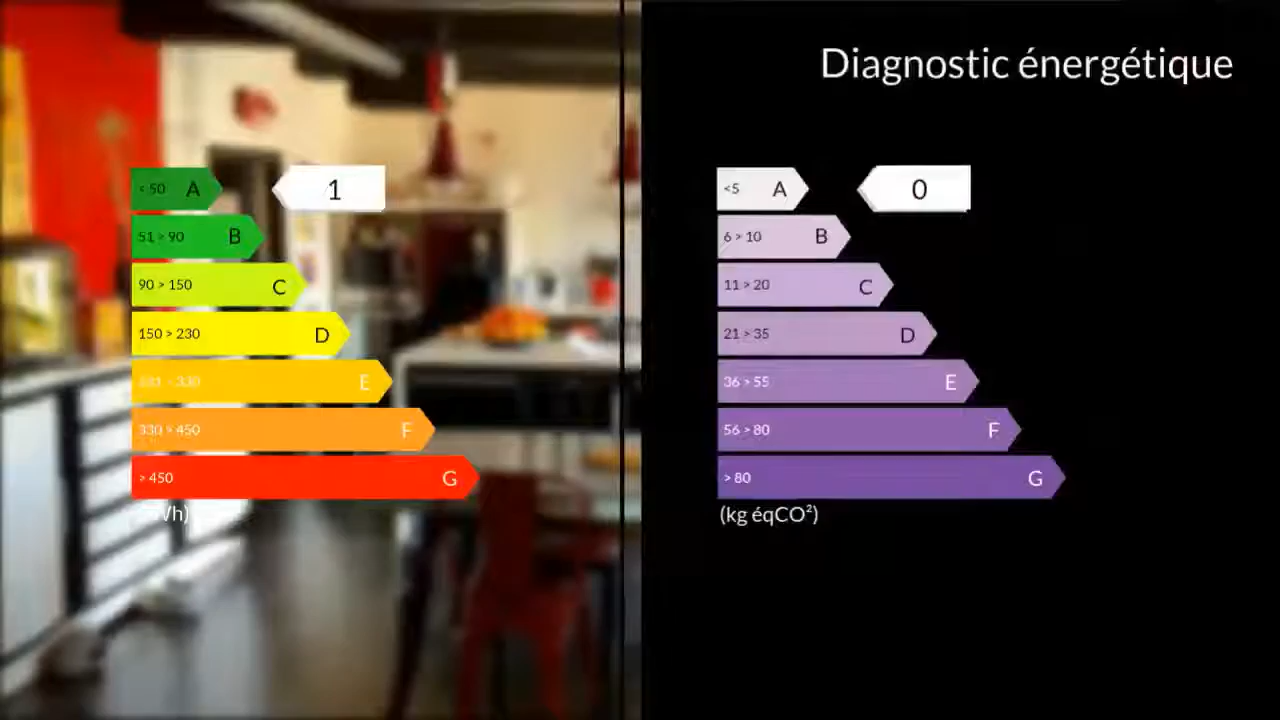 Diagnostic énergétique
< 50 A 1
51 > 90 B
90 > 150 C
150 > 230 D
E
330 > 450 F
> 450 G
<5 A 0
6 > 10 B
11 > 20 C
21 > 35 D
36 > 55 E
56 > 80 F
> 80 G
(kg éqCO²)